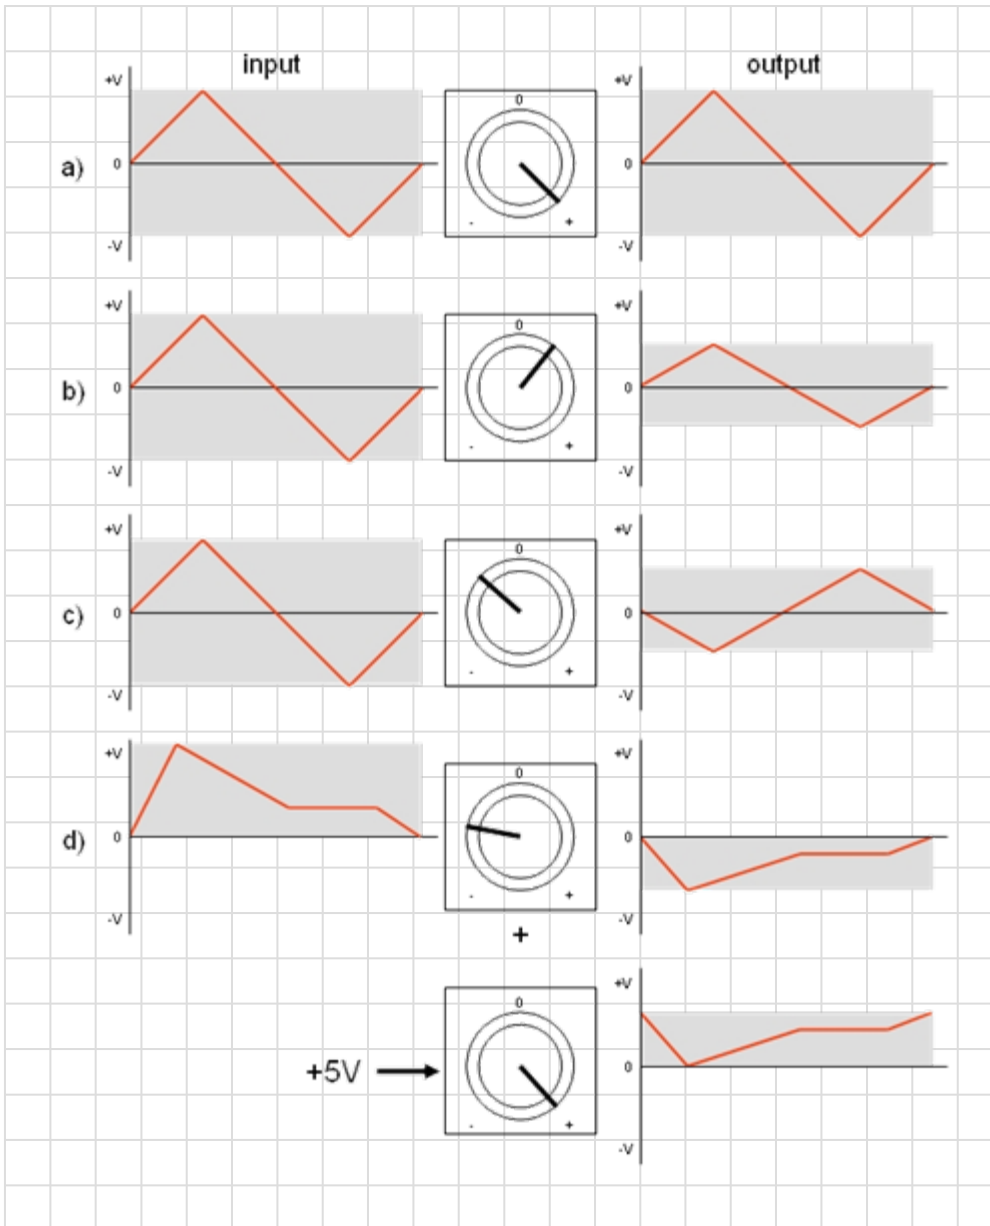 input output
+V +V
0
a) 0 0
- +
-V -V
+V +V
0
b) 0 0
- +
-V -V
+V +V
0
c) 0 0
- +
-V -V
+V +V
0
d) 0 0
- +
-V -V
+
+V
0
+5V 0
- +
-V